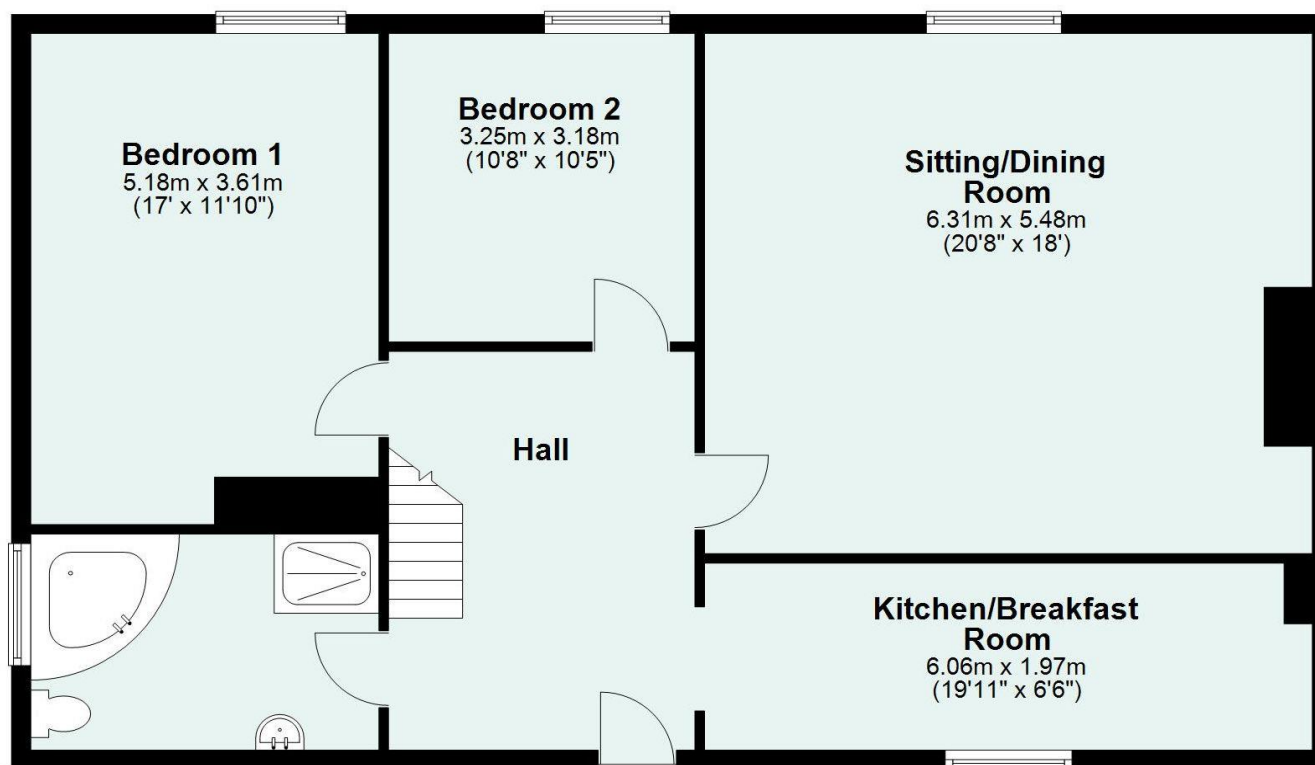 Bedroom 1
5.18m x 3.61m
(17' x 11'10")
Bedroom 2
3.25m x 3.18m
(10'8" x 10'5")
Sitting/Dining
Room
6.31m x 5.48m
(20'8" x 18')
Hall
Kitchen/Breakfast
Room
6.06m x 1.97m
(19'11" x 6'6")